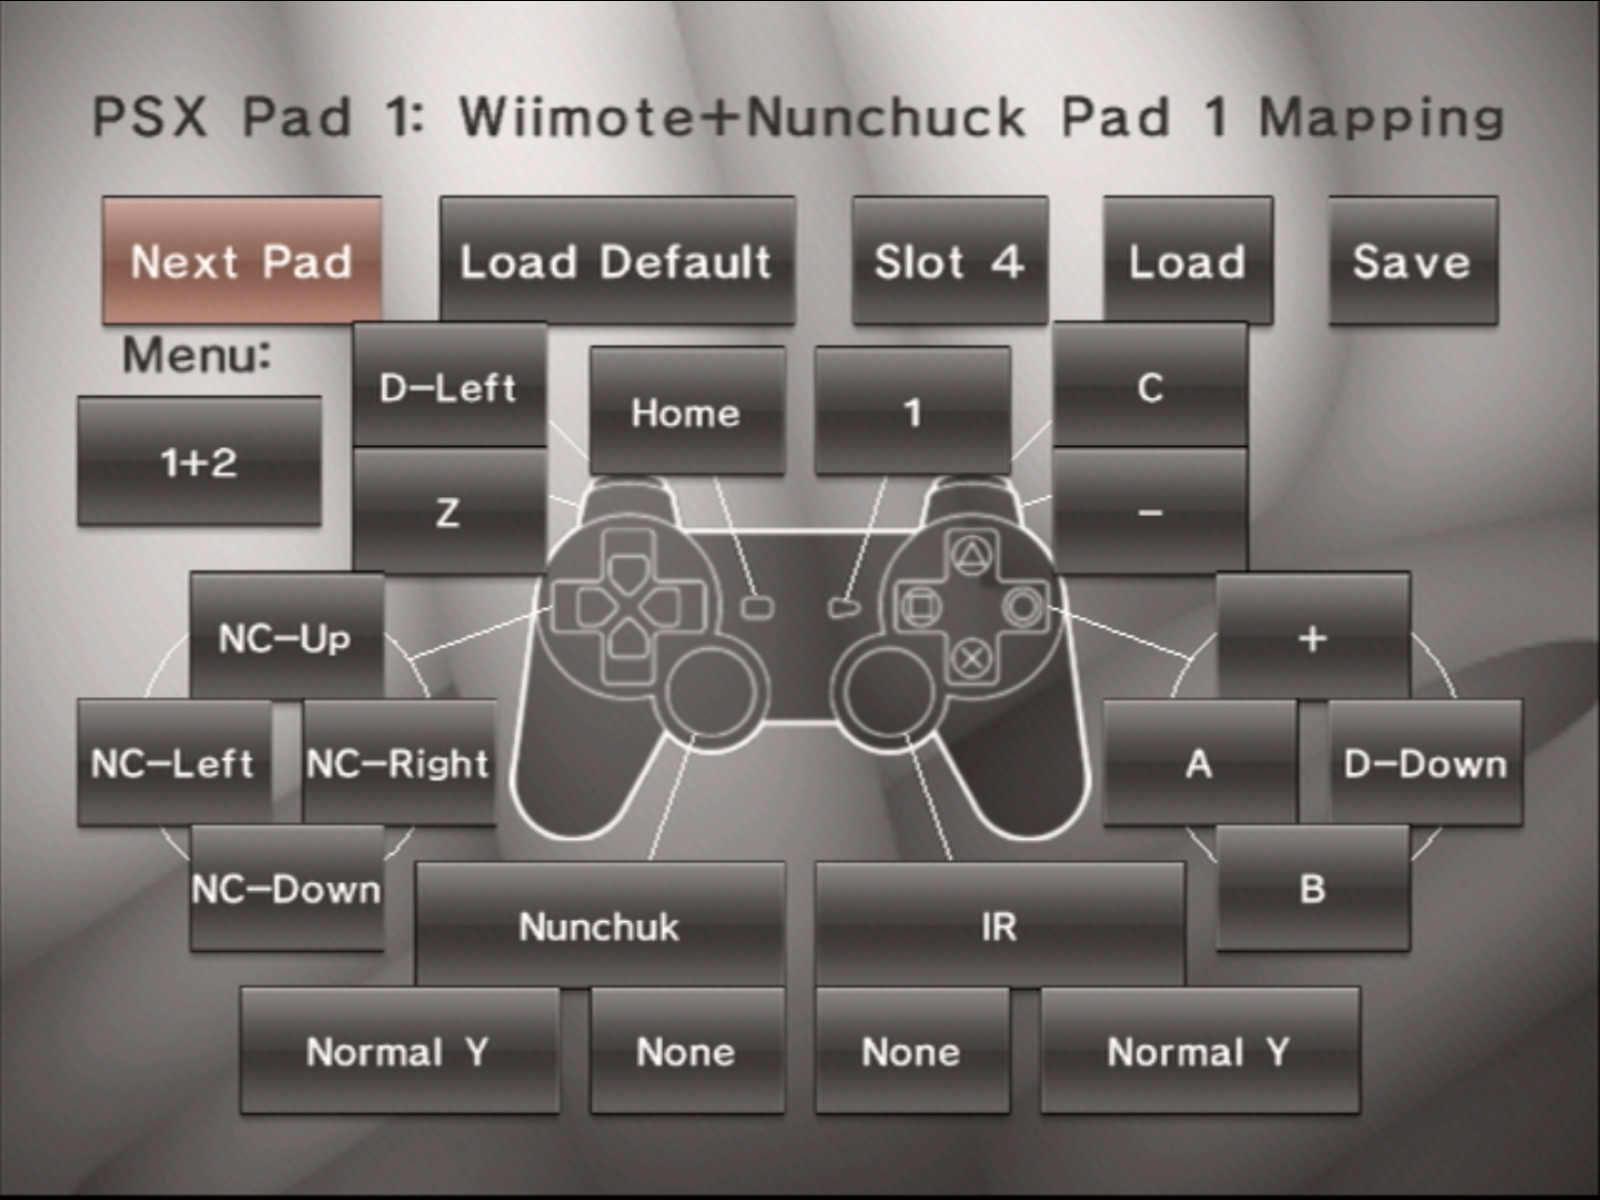 PSX Pad 1: Wiimote+Nunchuck Pad 1 Mapping
Next Pad
Load Default
Slot 4
Load
Save
Menu:
1+2
D-Left
Z
Home
1
C
-
NC-Up
NC-Left
NC-Right
NC-Down
+
A
D-Down
B
Nunchuk
IR
Normal Y
None
None
Normal Y